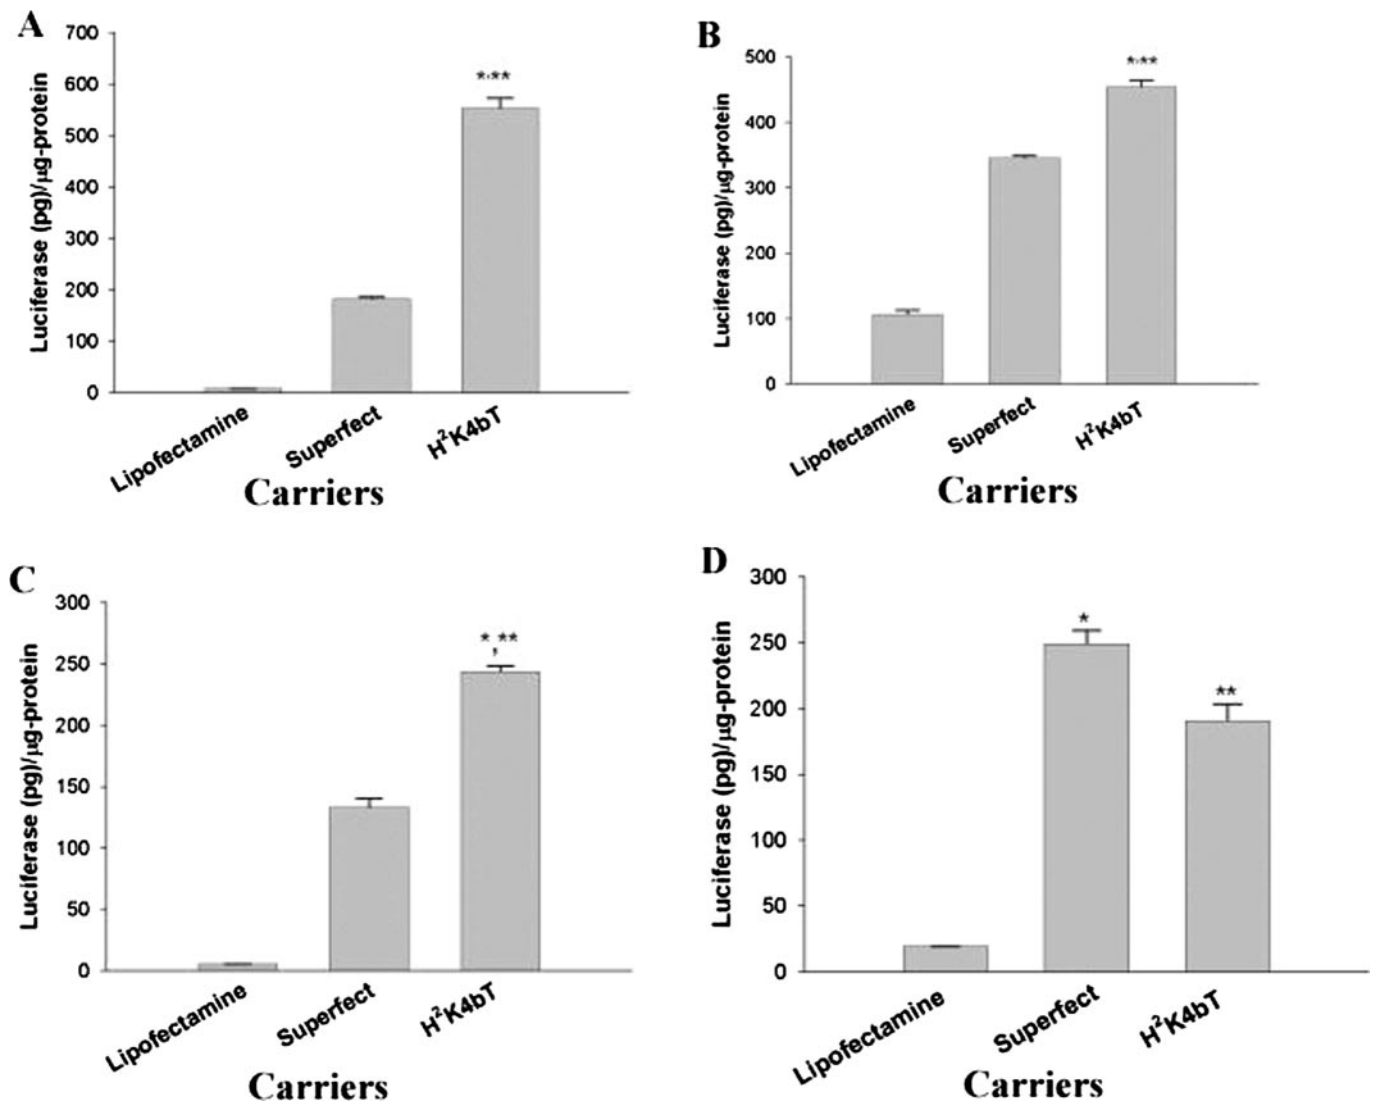 A
Luciferase (pg)/µg-protein
700
600
500
400
300
200
100
0
*,**
Lipofectamine
Superfect
H²K4bT
Carriers
B
Luciferase (pg)/µg-protein
500
400
300
200
100
0
*,**
Lipofectamine
Superfect
H²K4bT
Carriers
C
Luciferase (pg)/µg-protein
300
250
200
150
100
50
0
*,**
Lipofectamine
Superfect
H²K4bT
Carriers
D
Luciferase (pg)/µg-protein
300
250
200
150
100
50
0
*
**
Lipofectamine
Superfect
H²K4bT
Carriers